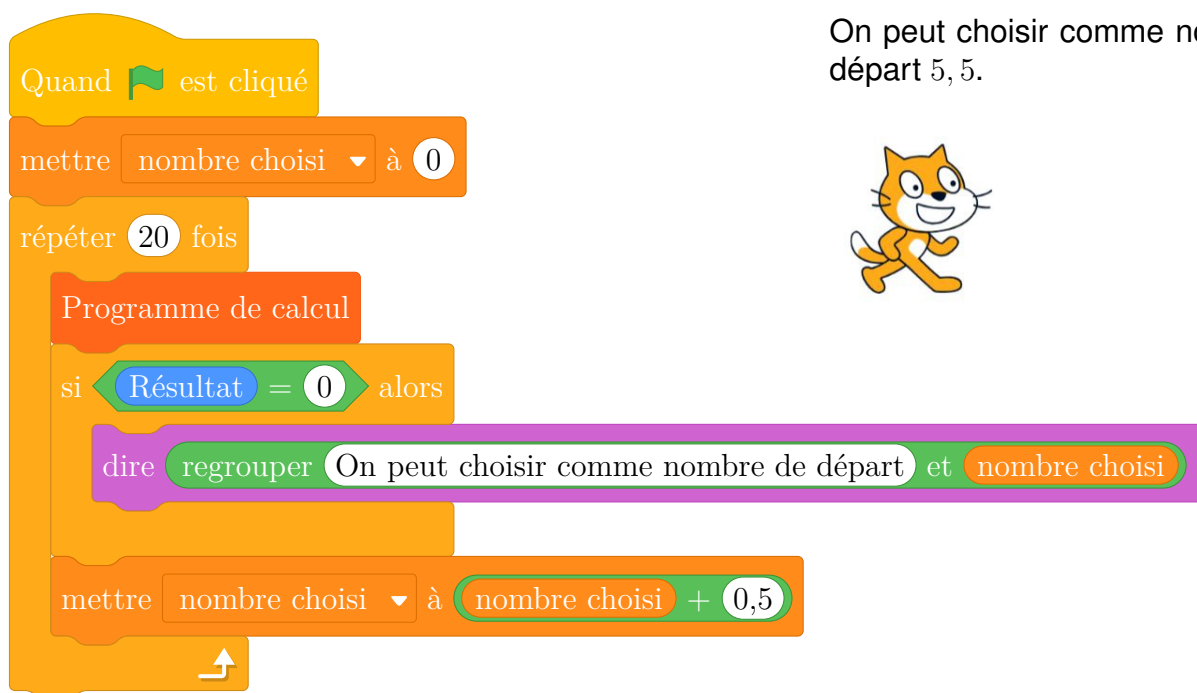 On peut choisir comme
départ 5, 5.
Quand est cliqué
mettre nombre choisi à 0
répéter 20 fois
Programme de calcul
si Résultat = 0 alors
dire regrouper On peut choisir comme nombre de départ et nombre choisi
mettre nombre choisi à nombre choisi + 0,5